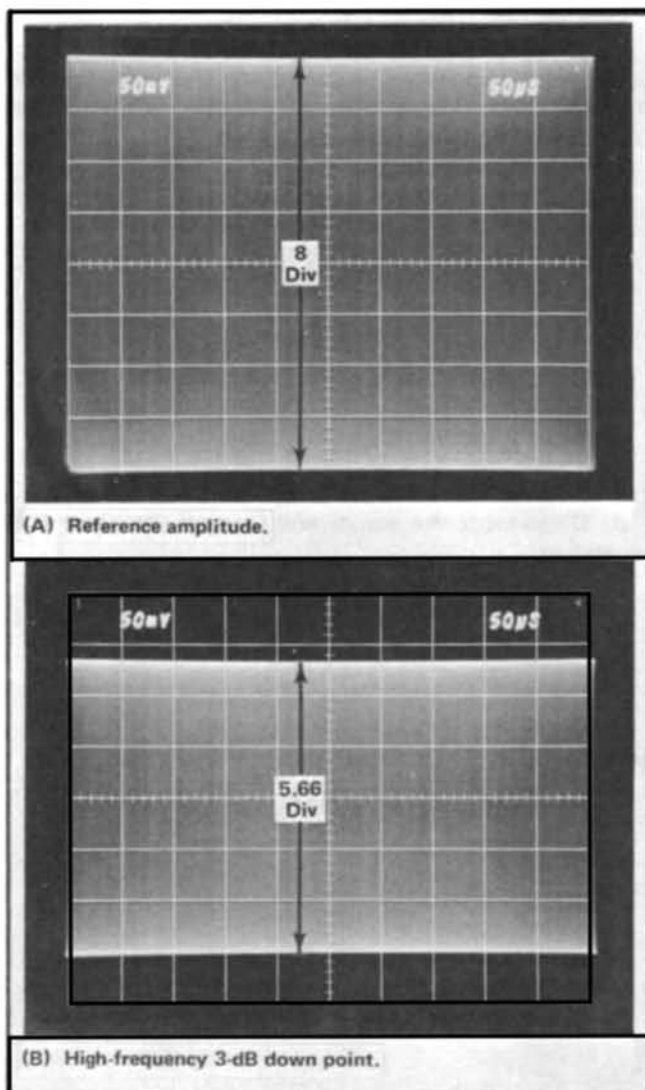 50mV 50µS
8
Div
(A) Reference amplitude.
50mV 50µS
5.66
Div
(B) High-frequency 3-dB down point.